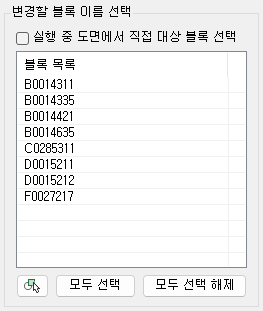 변경할 블록 이름 선택
실행 중 도면에서 직접 대상 블록 선택
블록 목록
B0014311
B0014335
B0014421
B0014635
C0285311
D0015211
D0015212
F0027217
모두 선택 모두 선택 해제